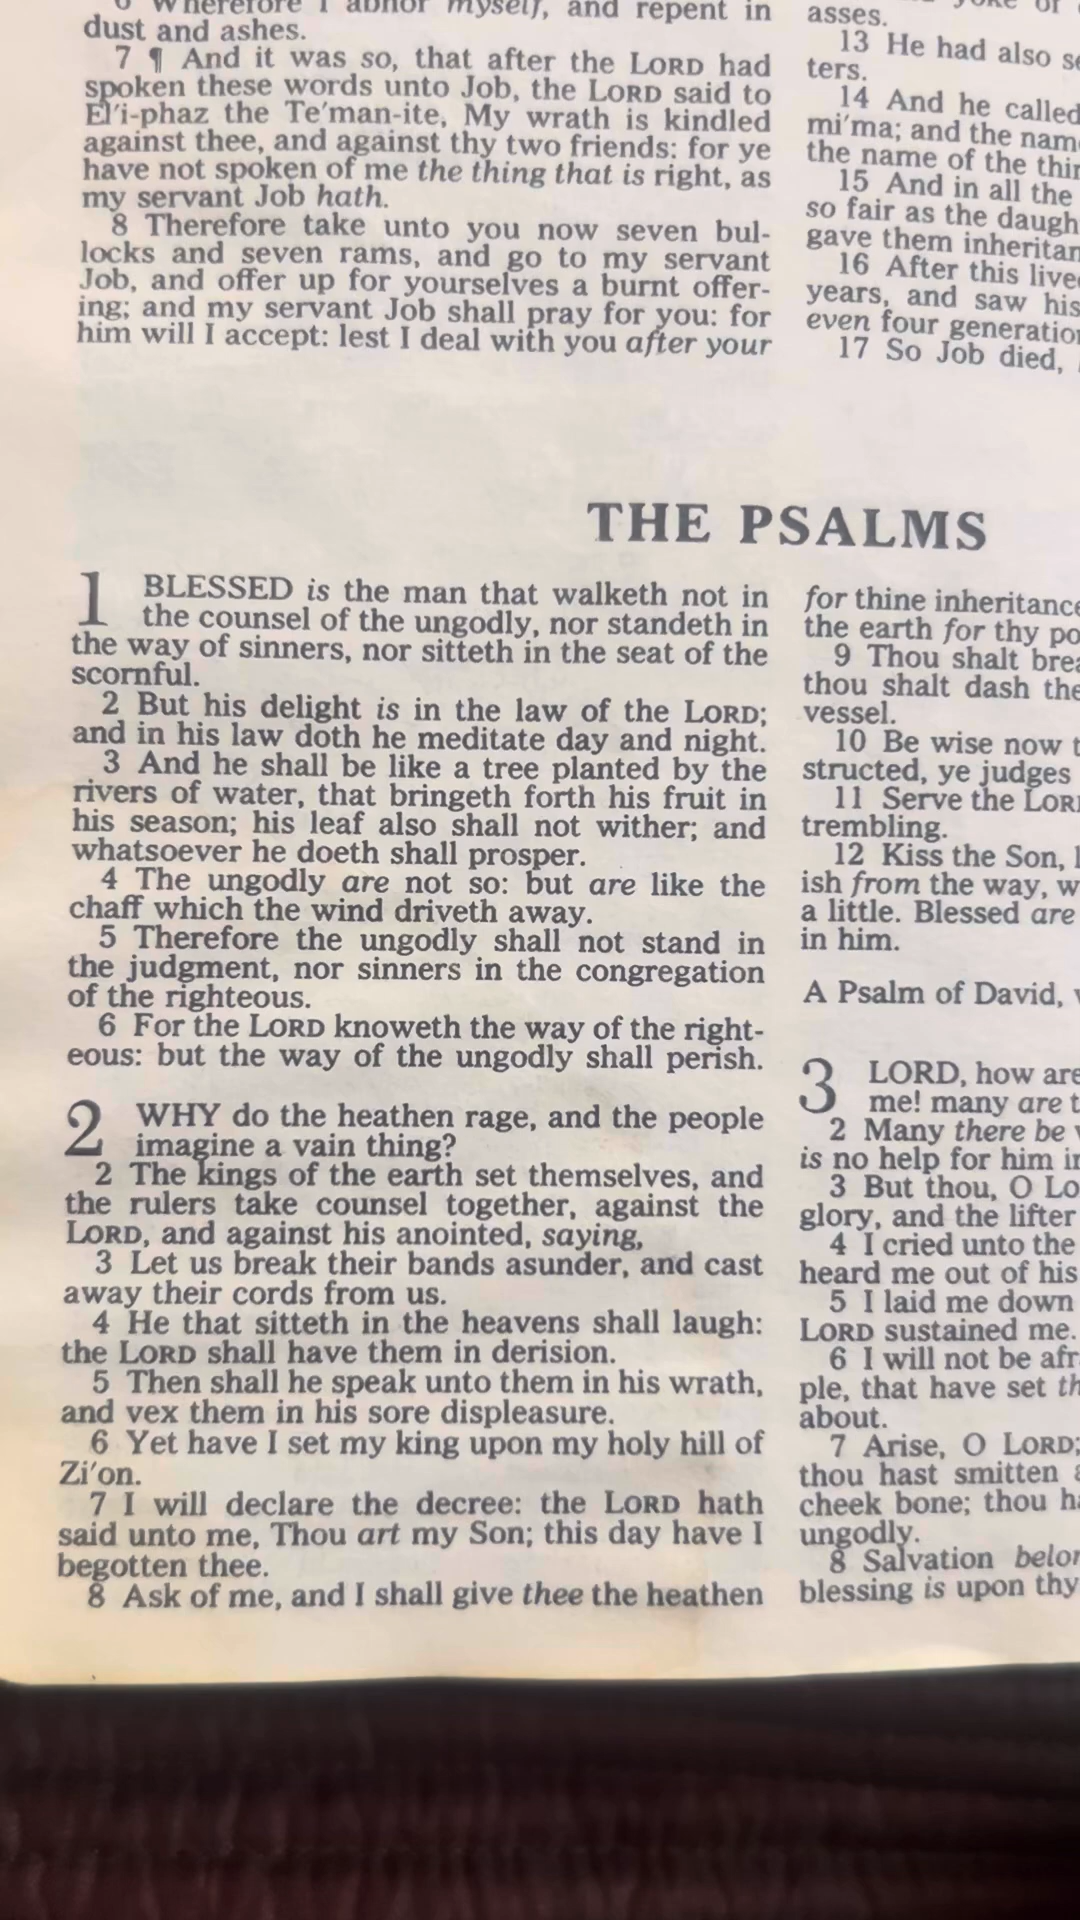 6 Wherefore I abhor myself, and repent in
dust and ashes.
7 ¶ And it was so, that after the LORD had
spoken these words unto Job, the LORD said to
El′i-phaz the Te′man-ite, My wrath is kindled
against thee, and against thy two friends: for ye
have not spoken of me the thing that is right, as
my servant Job hath.
8 Therefore take unto you now seven bul-
locks and seven rams, and go to my servant
Job, and offer up for yourselves a burnt offer-
ing; and my servant Job shall pray for you: for
him will I accept: lest I deal with you after your
yoke of
asses.
13 He had also
ters.
14 And he called
mi′ma; and the
the name of the
15 And in all the
so fair as the
gave them
16 After this
years, and saw his
even four
17 So Job died,
THE PSALMS
1 BLESSED is the man that walketh not in
the counsel of the ungodly, nor standeth in
the way of sinners, nor sitteth in the seat of the
scornful.
2 But his delight is in the law of the LORD;
and in his law doth he meditate day and night.
3 And he shall be like a tree planted by the
rivers of water, that bringeth forth his fruit in
his season; his leaf also shall not wither; and
whatsoever he doeth shall prosper.
4 The ungodly are not so: but are like the
chaff which the wind driveth away.
5 Therefore the ungodly shall not stand in
the judgment, nor sinners in the congregation
of the righteous.
6 For the LORD knoweth the way of the right-
eous: but the way of the ungodly shall perish.
2 WHY do the heathen rage, and the people
imagine a vain thing?
2 The kings of the earth set themselves, and
the rulers take counsel together, against the
LORD, and against his anointed, saying,
3 Let us break their bands asunder, and cast
away their cords from us.
4 He that sitteth in the heavens shall laugh:
the LORD shall have them in derision.
5 Then shall he speak unto them in his wrath,
and vex them in his sore displeasure.
6 Yet have I set my king upon my holy hill of
Zi′on.
7 I will declare the decree: the LORD hath
said unto me, Thou art my Son; this day have I
begotten thee.
8 Ask of me, and I shall give thee the heathen
for thine inheritance
the earth for thy
9 Thou shalt
thou shalt dash
vessel.
10 Be wise now
structed, ye judges
11 Serve the LORD
trembling.
12 Kiss the Son,
ish from the way,
a little. Blessed are
in him.
A Psalm of David,
3 LORD, how are
me! many are
2 Many there be
is no help for him
3 But thou, O
glory, and the lifter
4 I cried unto the
heard me out of his
5 I laid me down
LORD sustained me.
6 I will not be
ple, that have set
about.
7 Arise, O LORD;
thou hast smitten
cheek bone; thou
ungodly.
8 Salvation
blessing is upon thy